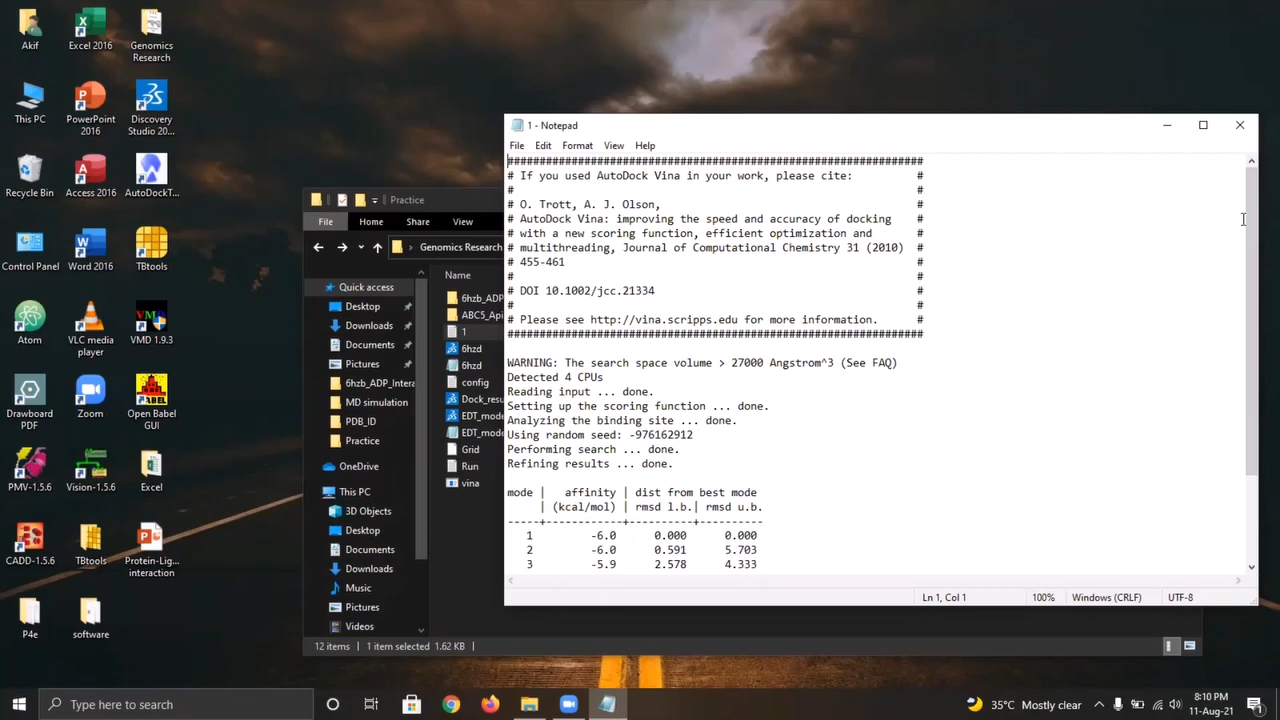 Akif
Excel 2016
Genomics
Research
This PC
PowerPoint
2016
Discovery
Studio 20...
Recycle Bin
Access 2016
AutoDockT...
Control Panel
Word 2016
TBtools
Atom
VLC media
player
VMD 1.9.3
Drawboard
PDF
Zoom
Open Babel
GUI
PMV-1.5.6
Vision-1.5.6
Excel
CADD-1.5.6
TBtools
Protein-Lig...
interaction
P4e
software
Practice
File
Home
Share
View
Genomics Research
Quick access
Desktop
Downloads
Documents
Pictures
6hzb_ADP_Intera
MD simulation
PDB_ID
Practice
OneDrive
This PC
3D Objects
Desktop
Documents
Downloads
Music
Pictures
Videos
Name
6hzb_ADP
ABC5_Api
1
6hzd
6hzd
config
Dock_resu
EDT_mode
EDT_mode
Grid
Run
vina
12 items
1 item selected 1.62 KB
1 - Notepad
File Edit Format View Help
#################################################################
# If you used AutoDock Vina in your work, please cite: #
# #
# O. Trott, A. J. Olson, #
# AutoDock Vina: improving the speed and accuracy of docking #
# with a new scoring function, efficient optimization and #
# multithreading, Journal of Computational Chemistry 31 (2010) #
# 455-461 #
# #
# DOI 10.1002/jcc.21334 #
# #
# Please see http://vina.scripps.edu for more information. #
#################################################################
WARNING: The search space volume > 27000 Angstrom^3 (See FAQ)
Detected 4 CPUs
Reading input ... done.
Setting up the scoring function ... done.
Analyzing the binding site ... done.
Using random seed: -976162912
Performing search ... done.
Refining results ... done.
mode | affinity | dist from best mode
| (kcal/mol) | rmsd l.b.| rmsd u.b.
-----+------------+----------+----------
1 -6.0 0.000 0.000
2 -6.0 0.591 5.703
3 -5.9 2.578 4.333
Ln 1, Col 1
100%
Windows (CRLF)
UTF-8
Type here to search
35°C Mostly clear
8:10 PM
11-Aug-21
1